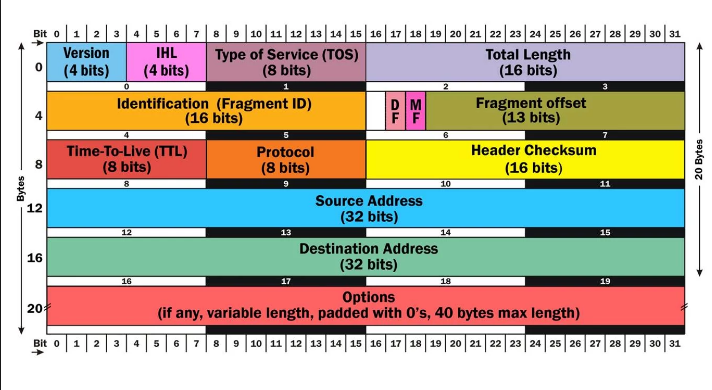 Bit 0 1 2 3 4 5 6 7 8 9 10 11 12 13 14 15 16 17 18 19 20 21 22 23 24 25 26 27 28 29 30 31
Version IHL Type of Service (TOS) Total Length
0 (4 bits) (4 bits) (8 bits) (16 bits)
0 1 2 3
Identification (Fragment ID) D M Fragment offset
4 (16 bits) F F (13 bits)
4 5 6 7
Time-To-Live (TTL) Protocol Header Checksum
8 (8 bits) (8 bits) (16 bits)
8 9 10 11
Source Address
12 (32 bits)
12 13 14 15
Destination Address
16 (32 bits)
16 17 18 19
Options
20 (if any, variable length, padded with 0's, 40 bytes max length)
Bit 0 1 2 3 4 5 6 7 8 9 10 11 12 13 14 15 16 17 18 19 20 21 22 23 24 25 26 27 28 29 30 31
Bytes
20 Bytes